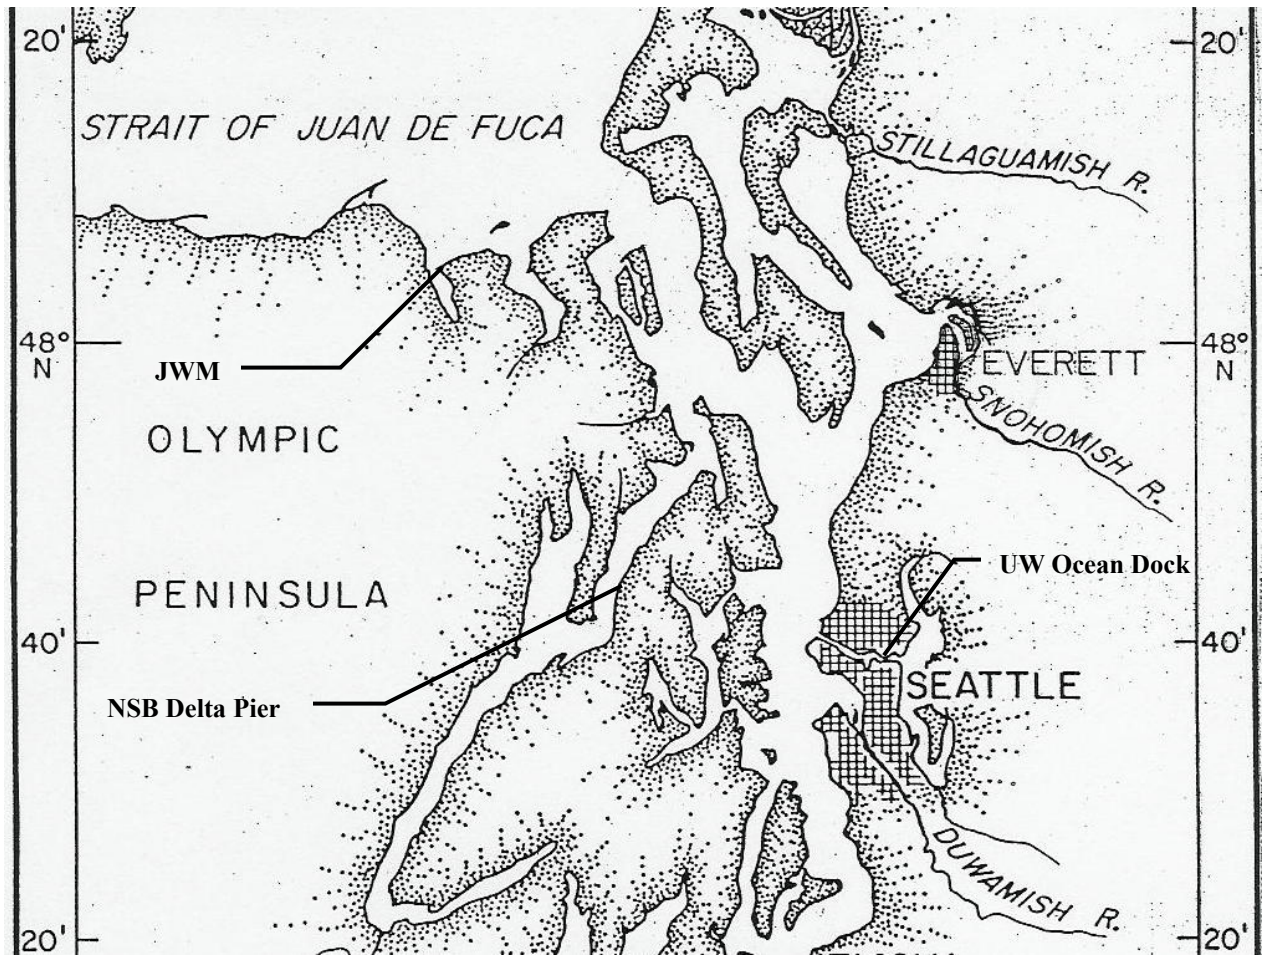 20'
20'
STRAIT OF JUAN DE FUCA
STILLAGUAMISH R.
48°
N
48°
N
JWM
EVERETT
SNOHOMISH R.
OLYMPIC
PENINSULA
UW Ocean Dock
40'
40'
SEATTLE
NSB Delta Pier
DUWAMISH R.
20'
20'